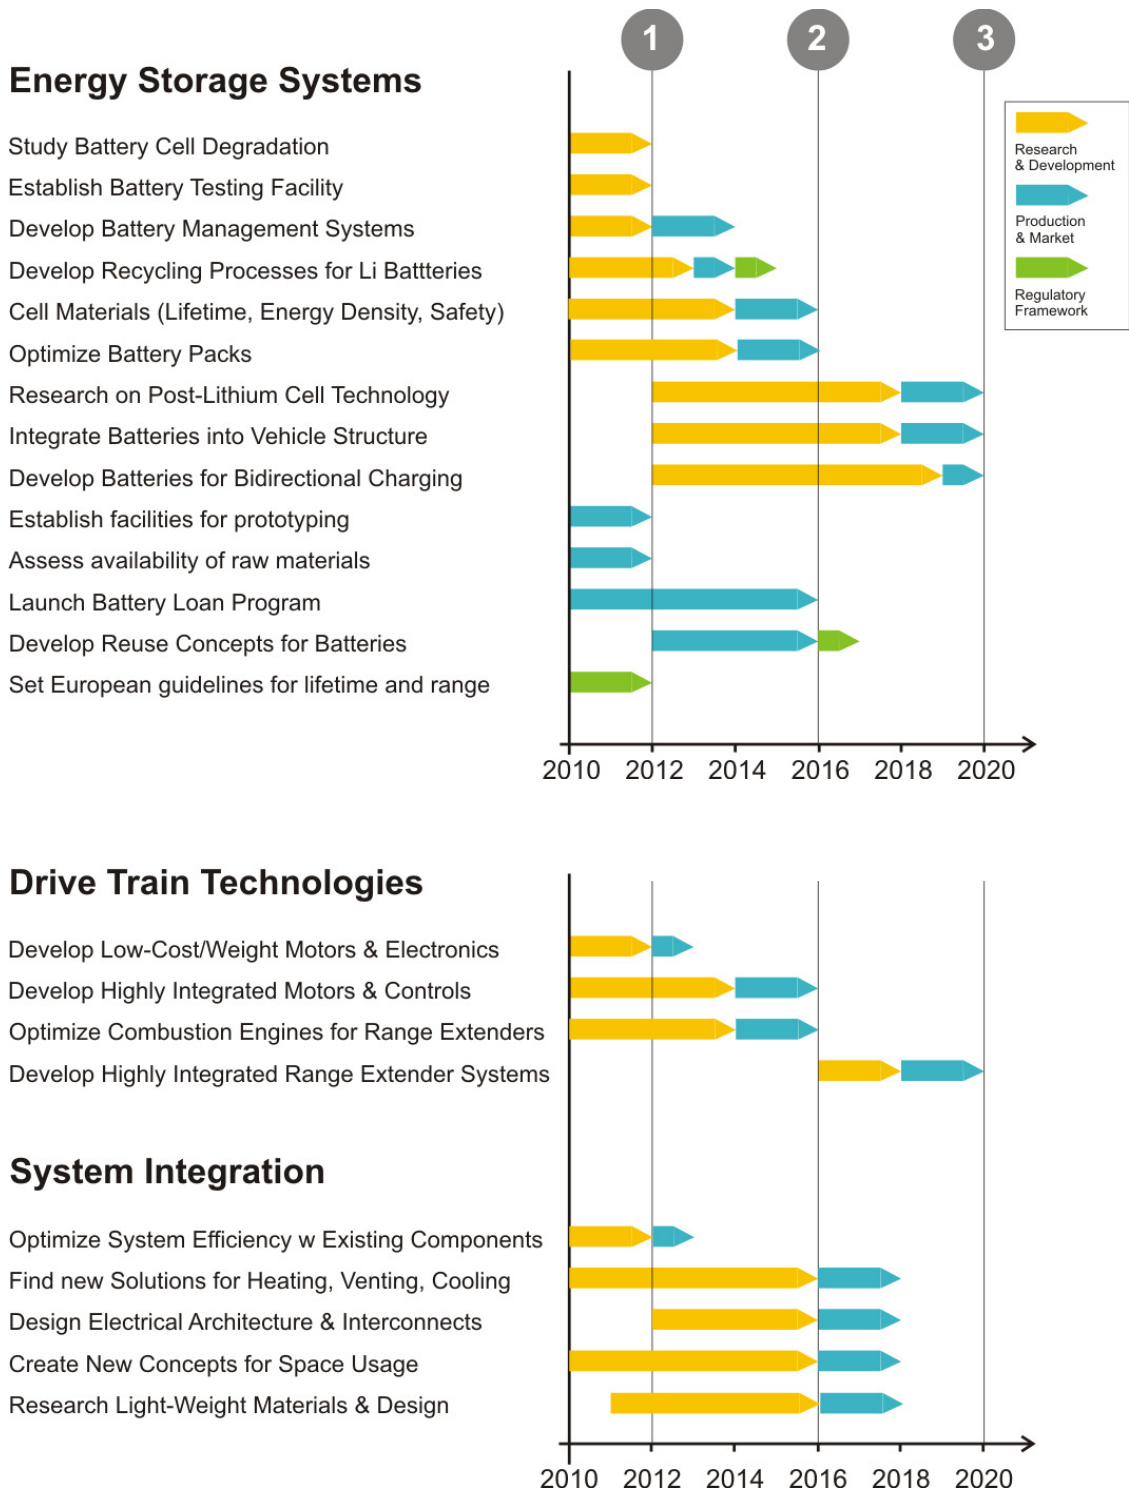 1 2 3
Energy Storage Systems
Study Battery Cell Degradation
Establish Battery Testing Facility
Develop Battery Management Systems
Develop Recycling Processes for Li Battteries
Cell Materials (Lifetime, Energy Density, Safety)
Optimize Battery Packs
Research on Post-Lithium Cell Technology
Integrate Batteries into Vehicle Structure
Develop Batteries for Bidirectional Charging
Establish facilities for prototyping
Assess availability of raw materials
Launch Battery Loan Program
Develop Reuse Concepts for Batteries
Set European guidelines for lifetime and range
Research
& Development
Production
& Market
Regulatory
Framework
2010 2012 2014 2016 2018 2020
Drive Train Technologies
Develop Low-Cost/Weight Motors & Electronics
Develop Highly Integrated Motors & Controls
Optimize Combustion Engines for Range Extenders
Develop Highly Integrated Range Extender Systems
System Integration
Optimize System Efficiency w Existing Components
Find new Solutions for Heating, Venting, Cooling
Design Electrical Architecture & Interconnects
Create New Concepts for Space Usage
Research Light-Weight Materials & Design
2010 2012 2014 2016 2018 2020